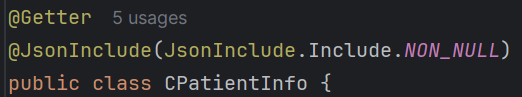 @Getter 5 usages
@JsonInclude(JsonInclude.Include.NON_NULL)
public class CPatientInfo {